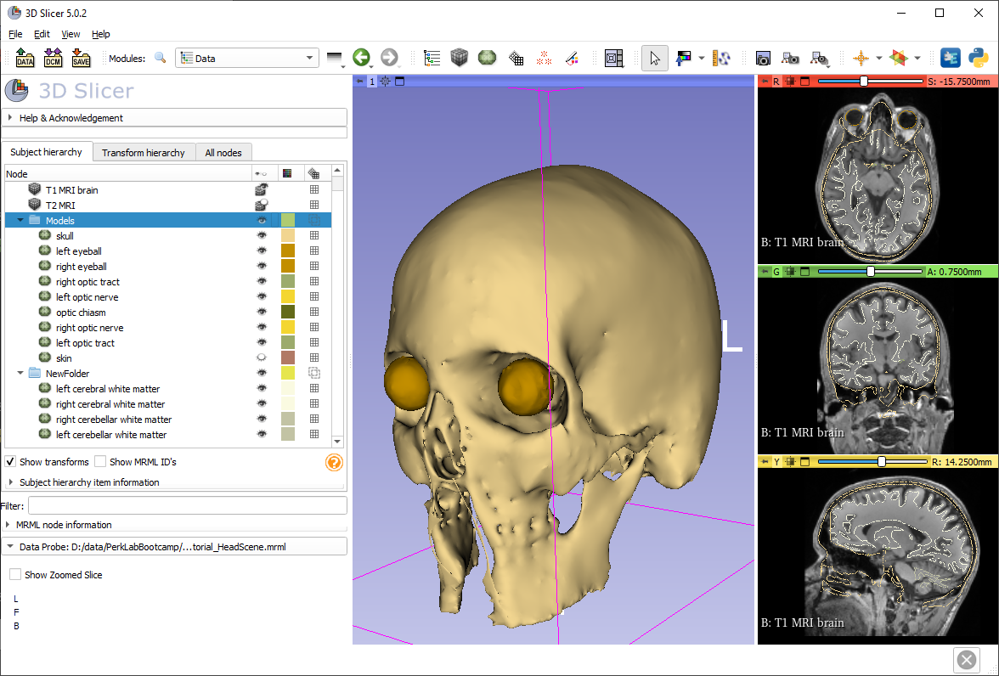 3D Slicer 5.0.2
File Edit View Help
DATA DCM SAVE Modules: Data
3D Slicer
Help & Acknowledgement
Subject hierarchy Transform hierarchy All nodes
Node
T1 MRI brain
T2 MRI
Models
skull
left eyeball
right eyeball
right optic tract
left optic nerve
optic chiasm
right optic nerve
left optic tract
skin
NewFolder
left cerebral white matter
right cerebral white matter
right cerebellar white matter
left cerebellar white matter
Show transforms Show MRML ID's
Subject hierarchy item information
Filter:
MRML node information
Data Probe: D:/data/PerkLabBootcamp/...torial_HeadScene.mrml
Show Zoomed Slice
L
F
B
1
L
R S: -15.7500mm
B: T1 MRI brain
G A: 0.7500mm
B: T1 MRI brain
Y R: 14.2500mm
B: T1 MRI brain